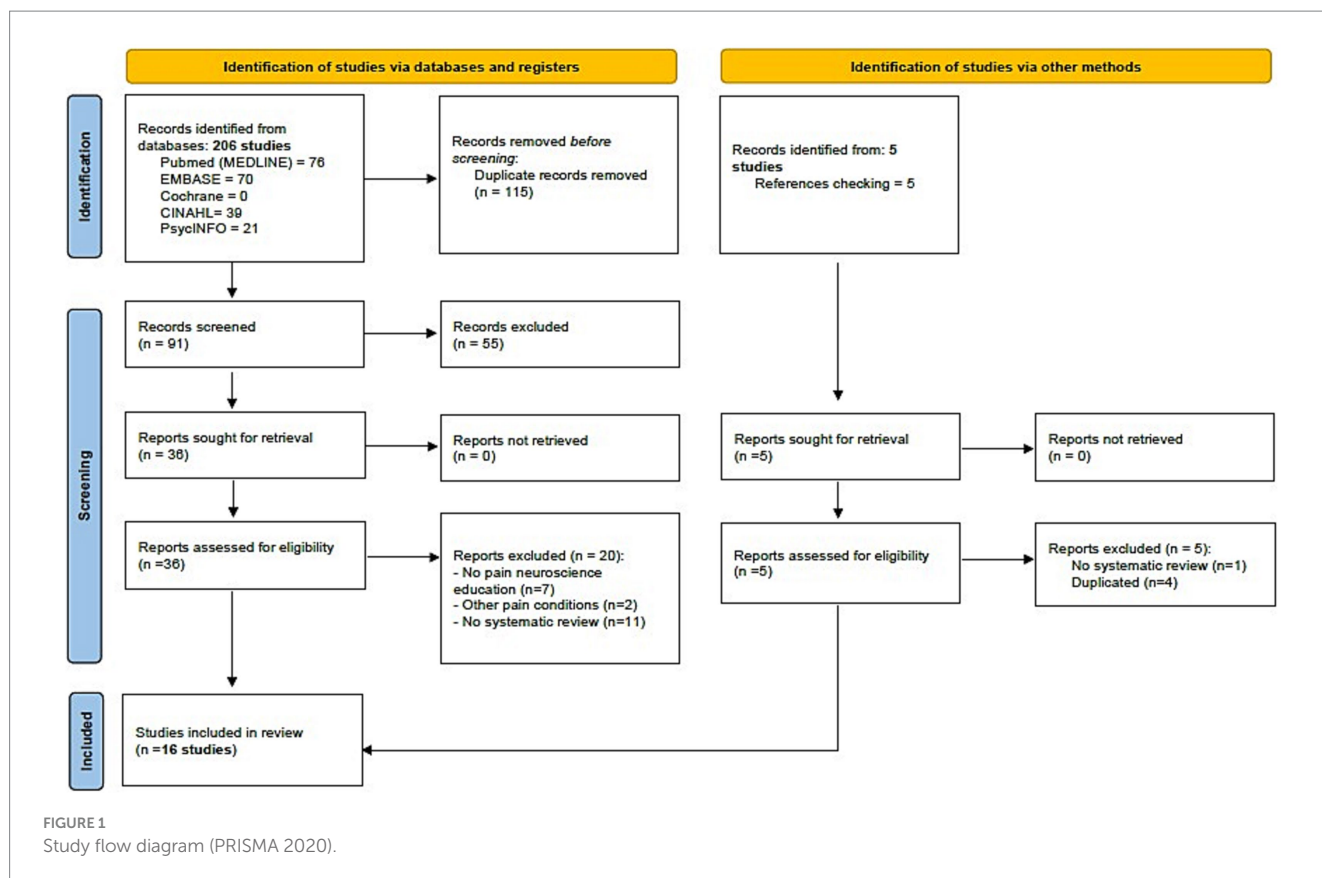 Identification of studies via databases and registers
Identification of studies via other methods
Identification
Records identified from
databases: 206 studies
Pubmed (MEDLINE) = 76
EMBASE = 70
Cochrane = 0
CINAHL= 39
PsycINFO = 21
Records removed before
screening:
Duplicate records removed
(n = 115)
Records identified from: 5
studies
References checking = 5
Screening
Records screened
(n = 91)
Records excluded
(n = 55)
Reports sought for retrieval
(n = 36)
Reports not retrieved
(n = 0)
Reports sought for retrieval
(n =5)
Reports not retrieved
(n = 0)
Reports assessed for eligibility
(n =36)
Reports excluded (n = 20):
- No pain neuroscience
education (n=7)
- Other pain conditions (n=2)
- No systematic review (n=11)
Reports assessed for eligibility
(n =5)
Reports excluded (n = 5):
No systematic review (n=1)
Duplicated (n=4)
Included
Studies included in review
(n =16 studies)
FIGURE 1
Study flow diagram (PRISMA 2020).